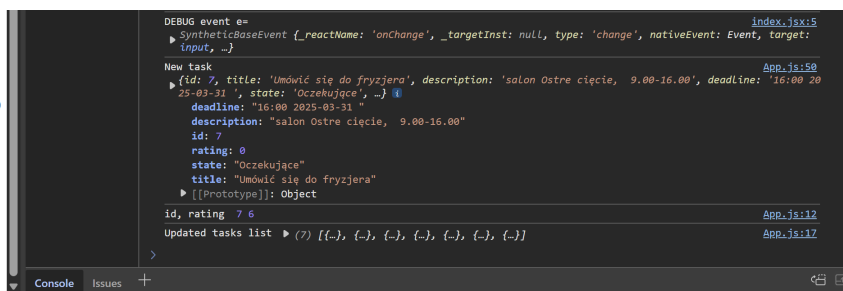 DEBUG event e= index.jsx:5
SyntheticBaseEvent {_reactName: 'onChange', _targetInst: null, type: 'change', nativeEvent: Event, target:
input, …}
New task App.js:50
{id: 7, title: 'Umówić się do fryzjera', description: 'salon Ostre cięcie,  9.00-16.00', deadline: '16:00 20
25-03-31 ', state: 'Oczekujące', …} i
deadline: "16:00 2025-03-31 "
description: "salon Ostre cięcie,  9.00-16.00"
id: 7
rating: 0
state: "Oczekujące"
title: "Umówić się do fryzjera"
[[Prototype]]: Object
id, rating  7 6 App.js:12
Updated tasks list (7) [{…}, {…}, {…}, {…}, {…}, {…}, {…}] App.js:17
>
Console Issues +